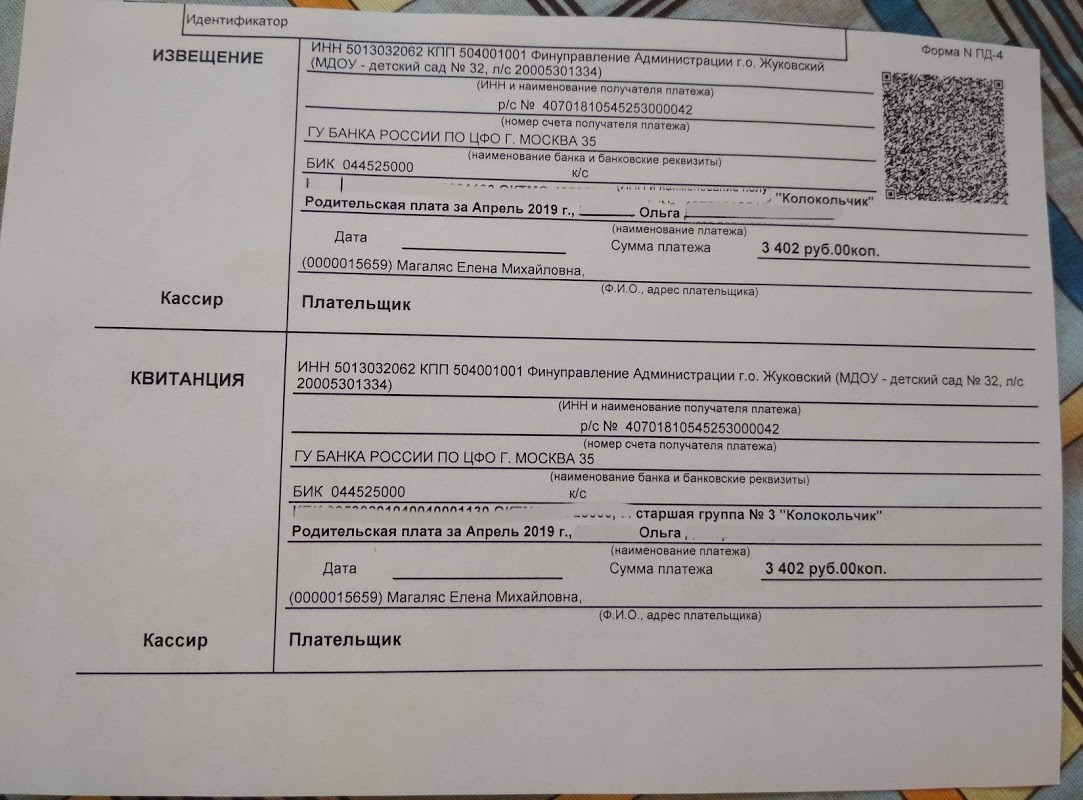 Идентификатор
Форма N ПД-4
ИЗВЕЩЕНИЕ
ИНН 5013032062 КПП 504001001 Финуправление Администрации г.о. Жуковский
(МДОУ - детский сад № 32, л/с 20005301334)
(ИНН и наименование получателя платежа)
р/с № 40701810545253000042
(номер счета получателя платежа)
ГУ БАНКА РОССИИ ПО ЦФО Г. МОСКВА 35
(наименование банка и банковские реквизиты)
БИК 044525000 к/с
"Колокольчик"
Родительская плата за Апрель 2019 г., Ольга
(наименование платежа)
Дата Сумма платежа 3 402 руб.00коп.
(0000015659) Магаляс Елена Михайловна,
(Ф.И.О., адрес плательщика)
Кассир Плательщик
КВИТАНЦИЯ
ИНН 5013032062 КПП 504001001 Финуправление Администрации г.о. Жуковский (МДОУ - детский сад № 32, л/с
20005301334)
(ИНН и наименование получателя платежа)
р/с № 40701810545253000042
(номер счета получателя платежа)
ГУ БАНКА РОССИИ ПО ЦФО Г. МОСКВА 35
(наименование банка и банковские реквизиты)
БИК 044525000 к/с
старшая группа № 3 "Колокольчик"
Родительская плата за Апрель 2019 г., Ольга ,
(наименование платежа)
Дата Сумма платежа 3 402 руб.00коп.
(0000015659) Магаляс Елена Михайловна,
(Ф.И.О., адрес плательщика)
Кассир Плательщик